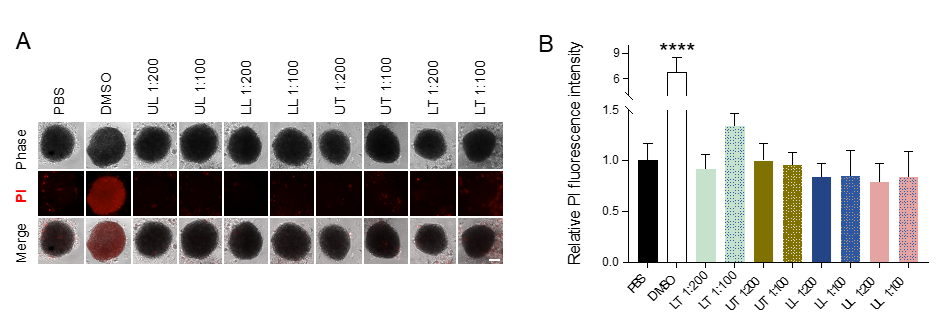 A
PBS
DMSO
UL 1:200
UL 1:100
LL 1:200
LL 1:100
UT 1:200
UT 1:100
LT 1:200
LT 1:100
Phase
PI
Merge
B
Relative PI fluorescence intensity
****
9
6
1.5
1.0
0.5
0.0
PBS
DMSO
LT 1:200
LT 1:100
UT 1:200
UT 1:100
LL 1:200
LL 1:100
UL 1:200
UL 1:100